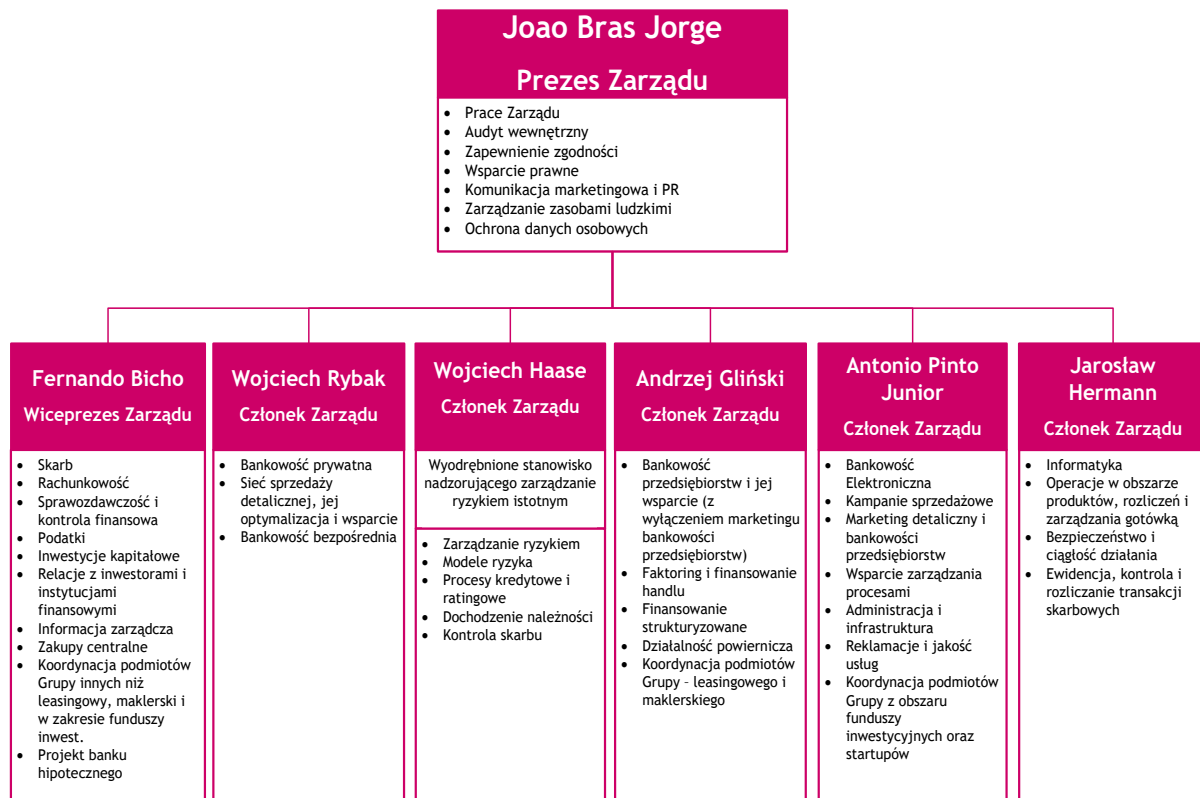 Joao Bras Jorge
Prezes Zarządu
• Prace Zarządu
• Audyt wewnętrzny
• Zapewnienie zgodności
• Wsparcie prawne
• Komunikacja marketingowa i PR
• Zarządzanie zasobami ludzkimi
• Ochrona danych osobowych
Fernando Bicho
Wiceprezes Zarządu
• Skarb
• Rachunkowość
• Sprawozdawczość i
kontrola finansowa
• Podatki
• Inwestycje kapitałowe
• Relacje z inwestorami i
instytucjami
finansowymi
• Informacja zarządcza
• Zakupy centralne
• Koordynacja podmiotów
Grupy innych niż
leasingowy, maklerski i
w zakresie funduszy
inwest.
• Projekt banku
hipotecznego
Wojciech Rybak
Członek Zarządu
• Bankowość prywatna
• Sieć sprzedaży
detalicznej, jej
optymalizacja i wsparcie
• Bankowość bezpośrednia
Wojciech Haase
Członek Zarządu
Wyodrębnione stanowisko
nadzorującego zarządzanie
ryzykiem istotnym
• Zarządzanie ryzykiem
• Modele ryzyka
• Procesy kredytowe i
ratingowe
• Dochodzenie należności
• Kontrola skarbu
Andrzej Gliński
Członek Zarządu
• Bankowość
przedsiębiorstw i jej
wsparcie (z
wyłączeniem marketingu
bankowości
przedsiębiorstw)
• Faktoring i finansowanie
handlu
• Finansowanie
strukturyzowane
• Działalność powiernicza
• Koordynacja podmiotów
Grupy – leasingowego i
maklerskiego
Antonio Pinto
Junior
Członek Zarządu
• Bankowość
Elektroniczna
• Kampanie sprzedażowe
• Marketing detaliczny i
bankowości
przedsiębiorstw
• Wsparcie zarządzania
procesami
• Administracja i
infrastruktura
• Reklamacje i jakość
usług
• Koordynacja podmiotów
Grupy z obszaru
funduszy
inwestycyjnych oraz
startupów
Jarosław
Hermann
Członek Zarządu
• Informatyka
• Operacje w obszarze
produktów, rozliczeń i
zarządzania gotówką
• Bezpieczeństwo i
ciągłość działania
• Ewidencja, kontrola i
rozliczanie transakcji
skarbowych